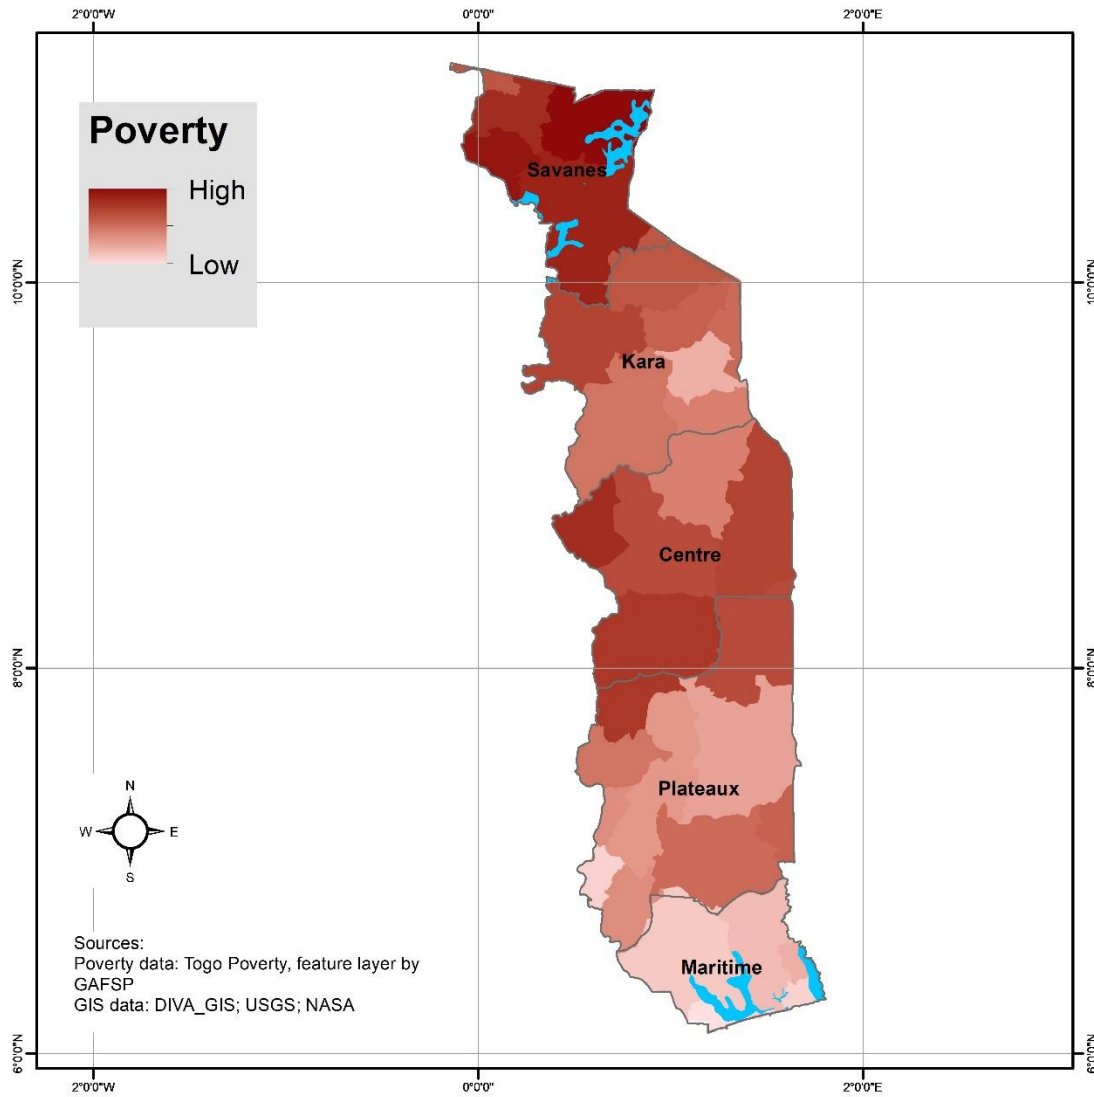 2°0'0"W 0°0'0" 2°0'0"E
Poverty
High
Low
Savanes
10°0'0"N 10°0'0"N
Kara
Centre
8°0'0"N 8°0'0"N
Plateaux
N
W E
S
Sources:
Poverty data: Togo Poverty, feature layer by
GAFSP
GIS data: DIVA_GIS; USGS; NASA
Maritime
6°0'0"N 6°0'0"N
2°0'0"W 0°0'0" 2°0'0"E